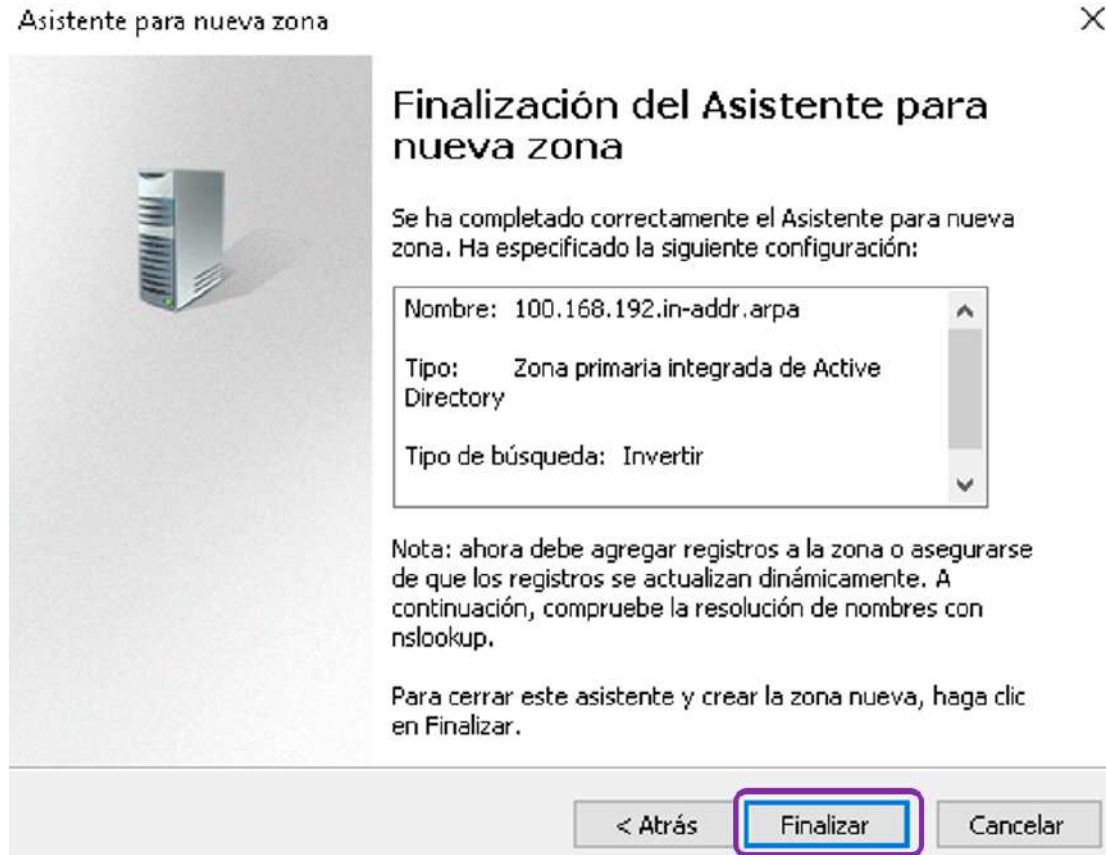 Asistente para nueva zona
Finalización del Asistente para
nueva zona
Se ha completado correctamente el Asistente para nueva
zona. Ha especificado la siguiente configuración:
Nombre: 100.168.192.in-addr.arpa
Tipo: Zona primaria integrada de Active
Directory
Tipo de búsqueda: Invertir
Nota: ahora debe agregar registros a la zona o asegurarse
de que los registros se actualizan dinámicamente. A
continuación, compruebe la resolución de nombres con
nslookup.
Para cerrar este asistente y crear la zona nueva, haga clic
en Finalizar.
< Atrás Finalizar Cancelar